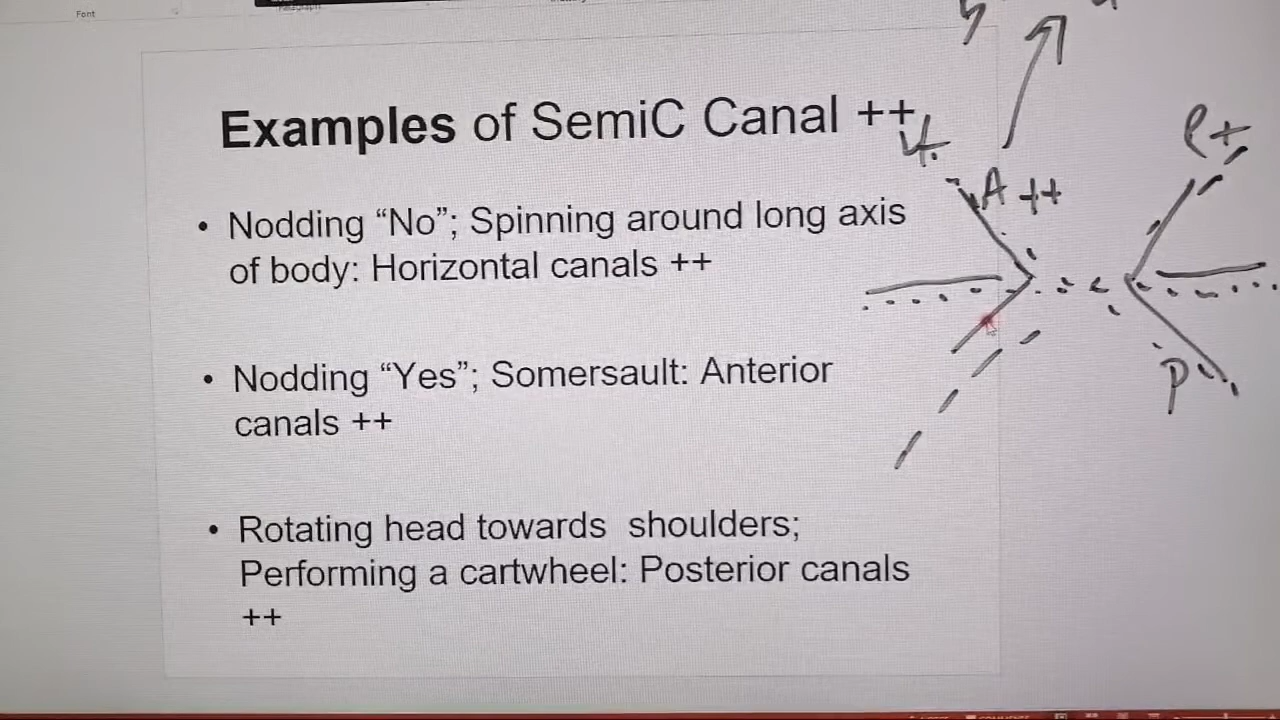 Font
Paragraph
Examples of SemiC Canal ++
A ++
P+
• Nodding “No”; Spinning around long axis
of body: Horizontal canals ++
• Nodding “Yes”; Somersault: Anterior
canals ++
P
• Rotating head towards shoulders;
Performing a cartwheel: Posterior canals
++